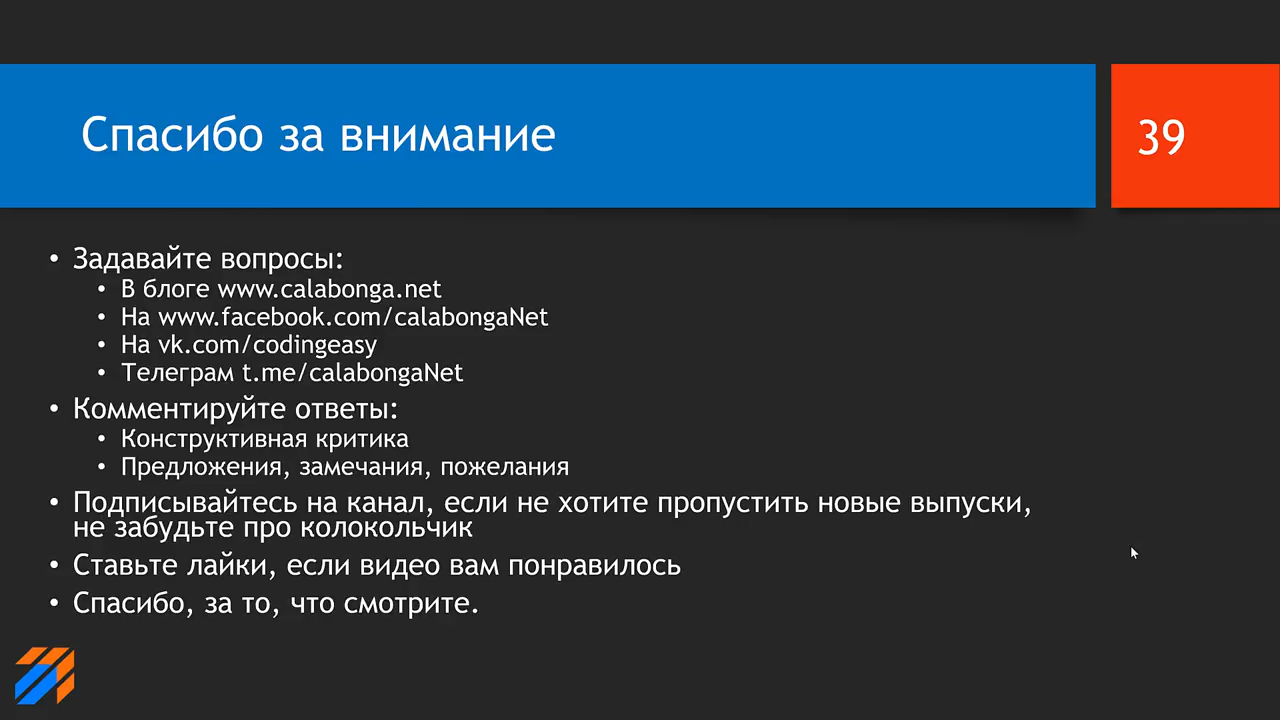 Спасибо за внимание
39
• Задавайте вопросы:
• В блоге www.calabonga.net
• На www.facebook.com/calabongaNet
• На vk.com/codingeasy
• Телеграм t.me/calabongaNet
• Комментируйте ответы:
• Конструктивная критика
• Предложения, замечания, пожелания
• Подписывайтесь на канал, если не хотите пропустить новые выпуски,
не забудьте про колокольчик
• Ставьте лайки, если видео вам понравилось
• Спасибо, за то, что смотрите.